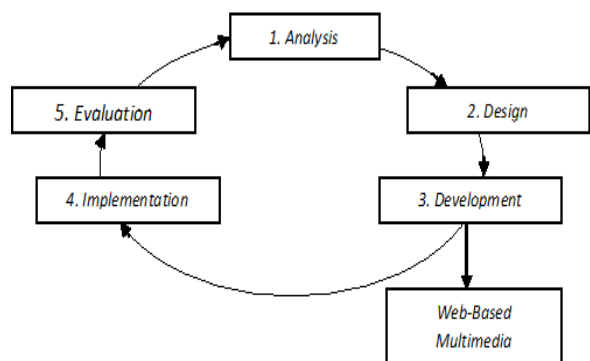 1. Analysis
2. Design
3. Development
4. Implementation
5. Evaluation
Web-Based
Multimedia